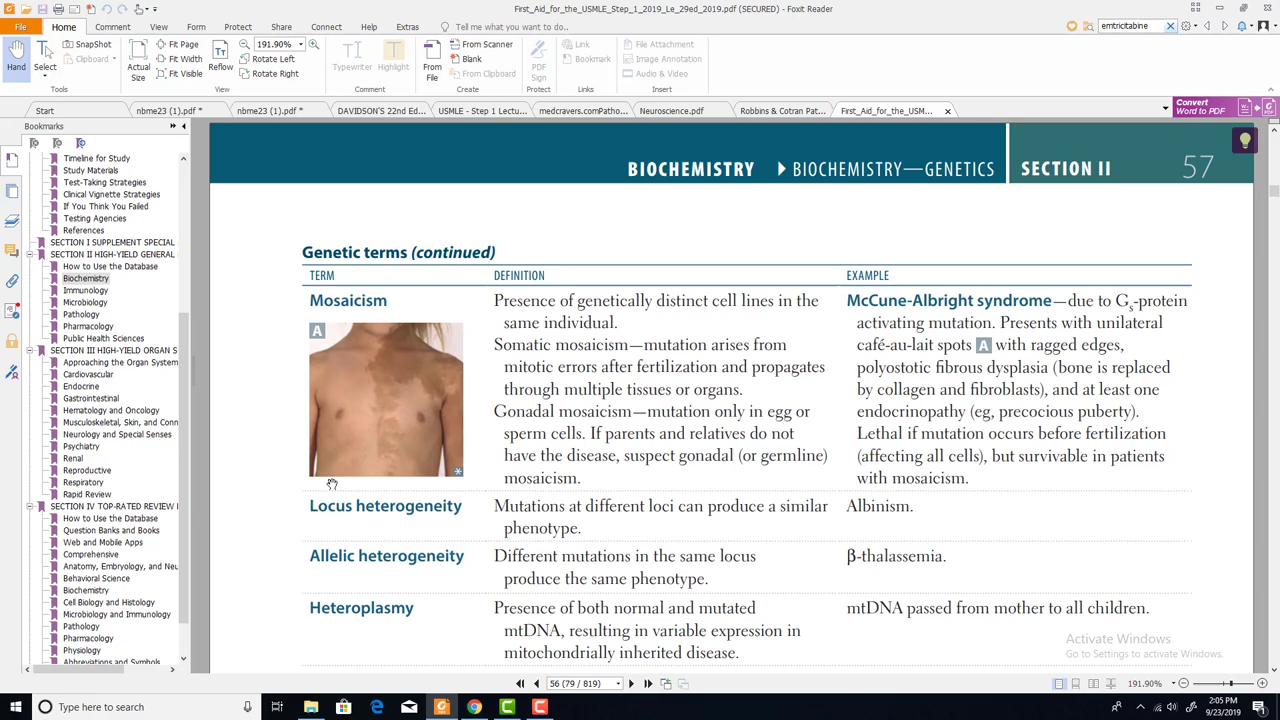 First_Aid_for_the_USMLE_Step_1_2019_Le_29ed_2019.pdf (SECURED) - Foxit Reader
File Home Comment View Form Protect Share Connect Help Extras Tell me what you want to do... emtricitabine
Hand
Select
SnapShot
Clipboard
Actual Size
Fit Page
Fit Width
Fit Visible
Reflow
191.90%
Rotate Left
Rotate Right
Typewriter
Highlight
From File
From Scanner
Blank
From Clipboard
PDF Sign
Link
Bookmark
File Attachment
Image Annotation
Audio & Video
Tools View Comment Create Protect Links Insert
Start nbme23 (1).pdf * nbme23 (1).pdf * DAVIDSON'S 22nd Ed... USMLE - Step 1 Lectu... medcravers.comPatho... Neuroscience.pdf Robbins & Cotran Pat... First_Aid_for_the_USM...
Convert
Word to PDF
Bookmarks
Timeline for Study
Study Materials
Test-Taking Strategies
Clinical Vignette Strategies
If You Think You Failed
Testing Agencies
References
SECTION I SUPPLEMENT SPECIAL
SECTION II HIGH-YIELD GENERAL
How to Use the Database
Biochemistry
Immunology
Microbiology
Pathology
Pharmacology
Public Health Sciences
SECTION III HIGH-YIELD ORGAN S
Approaching the Organ System
Cardiovascular
Endocrine
Gastrointestinal
Hematology and Oncology
Musculoskeletal, Skin, and Conn
Neurology and Special Senses
Psychiatry
Renal
Reproductive
Respiratory
Rapid Review
SECTION IV TOP-RATED REVIEW
How to Use the Database
Question Banks and Books
Web and Mobile Apps
Comprehensive
Anatomy, Embryology, and Neu
Behavioral Science
Biochemistry
Cell Biology and Histology
Microbiology and Immunology
Pathology
Pharmacology
Physiology
Abbreviations and Symbols
BIOCHEMISTRY ▶ BIOCHEMISTRY—GENETICS SECTION II 57
Genetic terms (continued)
TERM DEFINITION EXAMPLE
Mosaicism
A
Presence of genetically distinct cell lines in the
same individual.
Somatic mosaicism—mutation arises from
mitotic errors after fertilization and propagates
through multiple tissues or organs.
Gonadal mosaicism—mutation only in egg or
sperm cells. If parents and relatives do not
have the disease, suspect gonadal (or germline)
mosaicism.
McCune-Albright syndrome—due to Gs-protein
activating mutation. Presents with unilateral
café-au-lait spots A with ragged edges,
polyostotic fibrous dysplasia (bone is replaced
by collagen and fibroblasts), and at least one
endocrinopathy (eg, precocious puberty).
Lethal if mutation occurs before fertilization
(affecting all cells), but survivable in patients
with mosaicism.
Locus heterogeneity
Mutations at different loci can produce a similar
phenotype.
Albinism.
Allelic heterogeneity
Different mutations in the same locus
produce the same phenotype.
β-thalassemia.
Heteroplasmy
Presence of both normal and mutated
mtDNA, resulting in variable expression in
mitochondrially inherited disease.
mtDNA passed from mother to all children.
Activate Windows
Go to Settings to activate Windows.
56 (79 / 819) 191.90%
Type here to search
2:05 PM
9/23/2019